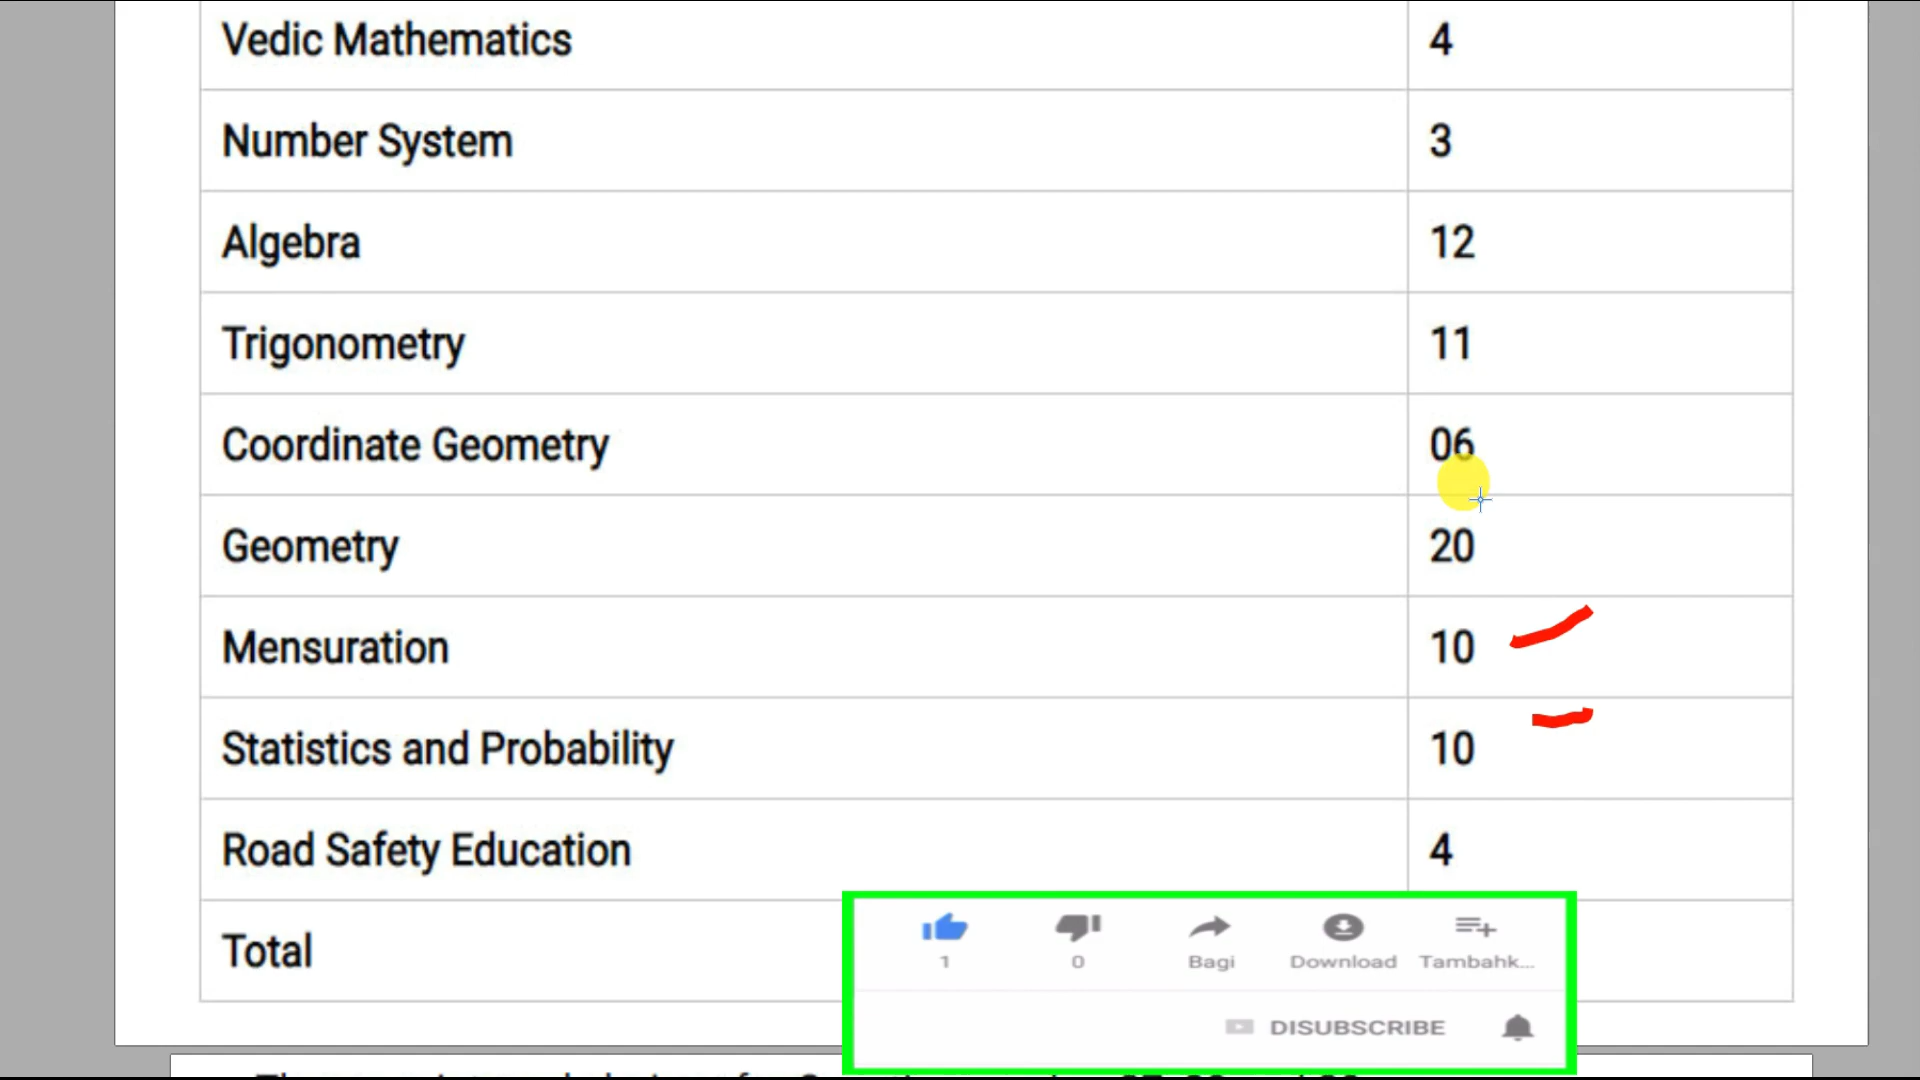 Vedic Mathematics 4
Number System 3
Algebra 12
Trigonometry 11
Coordinate Geometry 06
Geometry 20
Mensuration 10
Statistics and Probability 10
Road Safety Education 4
Total
1 0 Bagi Download Tambahk...
DISUBSCRIBE